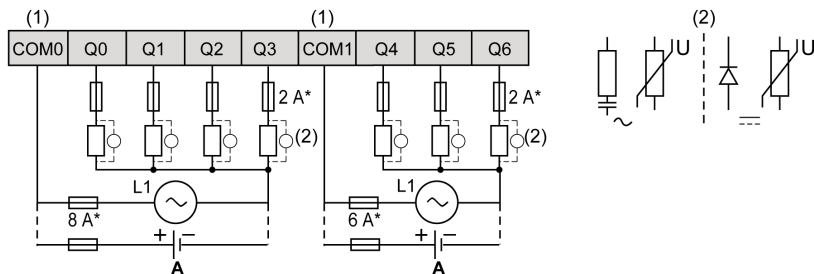 (1) (1) (2)
COM0 Q0 Q1 Q2 Q3 COM1 Q4 Q5 Q6
U U
2 A* 2 A*
(2) (2)
L1 L1
8 A* 6 A*
+ − + −
A A